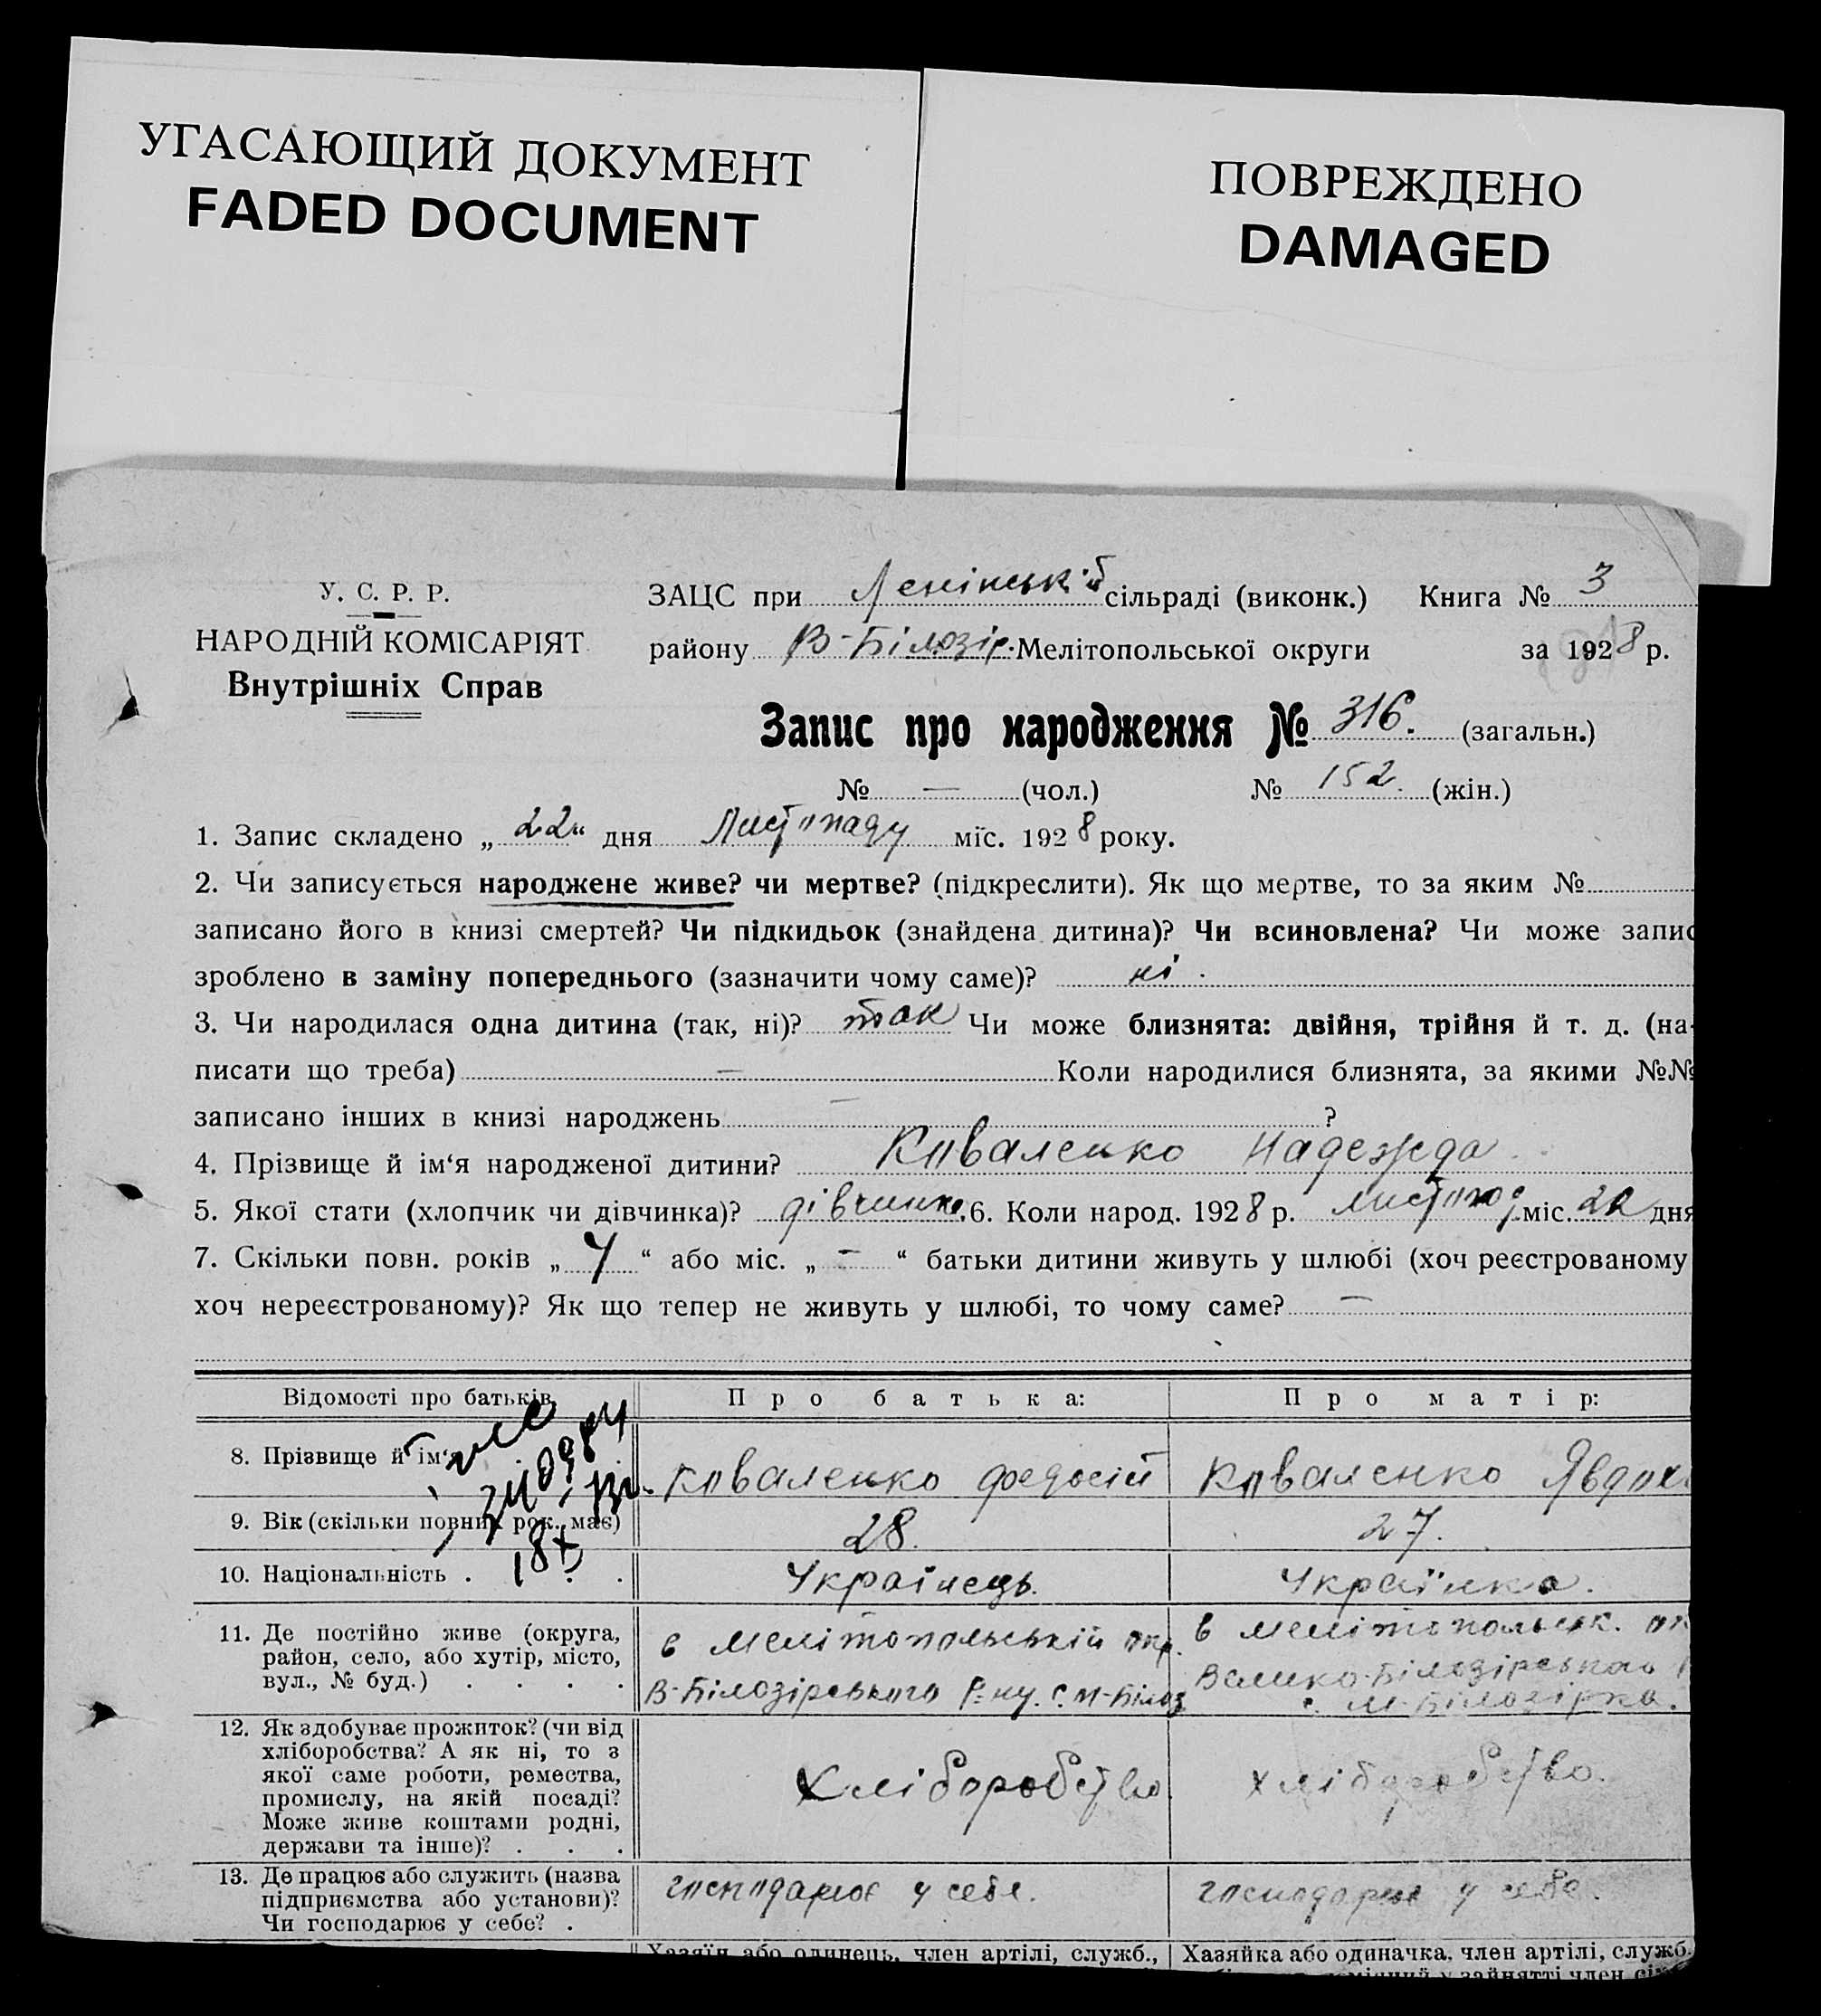 УГАСАЮЩИЙ ДОКУМЕНТ
FADED DOCUMENT
ПОВРЕЖДЕНО
DAMAGED
У. С. Р. Р.
НАРОДНІЙ КОМІСАРІЯТ
Внутрішніх Справ
ЗАЦС при Ленінській сільраді (виконк.) Книга № 3
району В-Білозір. Мелітопольської округи за 1928 р.
Запис про народження № 316. (загальн.)
№ — (чол.) № 152. (жін.)
1. Запис складено „22“ дня Листопаду міс. 1928 року.
2. Чи записується народжене живе? чи мертве? (підкреслити). Як що мертве, то за яким №
записано його в книзі смертей? Чи підкидьок (знайдена дитина)? Чи всиновлена? Чи може запис
зроблено в заміну попереднього (зазначити чому саме)? ні.
3. Чи народилася одна дитина (так, ні)? так Чи може близнята: двійня, трійня й т. д. (на-
писати що треба) — Коли народилися близнята, за якими №№
записано інших в книзі народжень — ?
4. Прізвище й ім‘я народженої дитини? Коваленко Надежда
5. Якої стати (хлопчик чи дівчинка)? дівчинка. 6. Коли народ. 1928 р. листопад міс. 22 дня
7. Скільки повн. років „ 4 “ або міс. „ — “ батьки дитини живуть у шлюбі (хоч реєстрованому
хоч нереєстрованому)? Як що тепер не живуть у шлюбі, то чому саме? —
Відомості про батьків Про батька: Про матір:
8. Прізвище й ім‘я Коваленко Федосій Коваленко Явдох
9. Вік (скільки повних рок. має) 28. 27.
10. Національність . . . Українець. Українка.
11. Де постійно живе (округа,
район, село, або хутір, місто,
вул., № буд.) . . . .
в Мелітопольській окр.
В-Білозірського Р-ну. С. М-Білоз
в Мелітопольськ. ок
Велико-Білозірського
с. М-Білозірка.
12. Як здобуває прожиток? (чи від
хліборобства? А як ні, то з
якої саме роботи, ремества,
промислу, на якій посаді?
Може живе коштами родні,
держави та інше)? . . .
Хліборобство
хліборобство.
13. Де працює або служить (назва
підприємства або установи)?
Чи господарює у себе? .
господарює у себе.
господарює у себе.
Хазяїн або одинець, член артілі, служб., Хазяйка або одиначка, член артілі, служб.